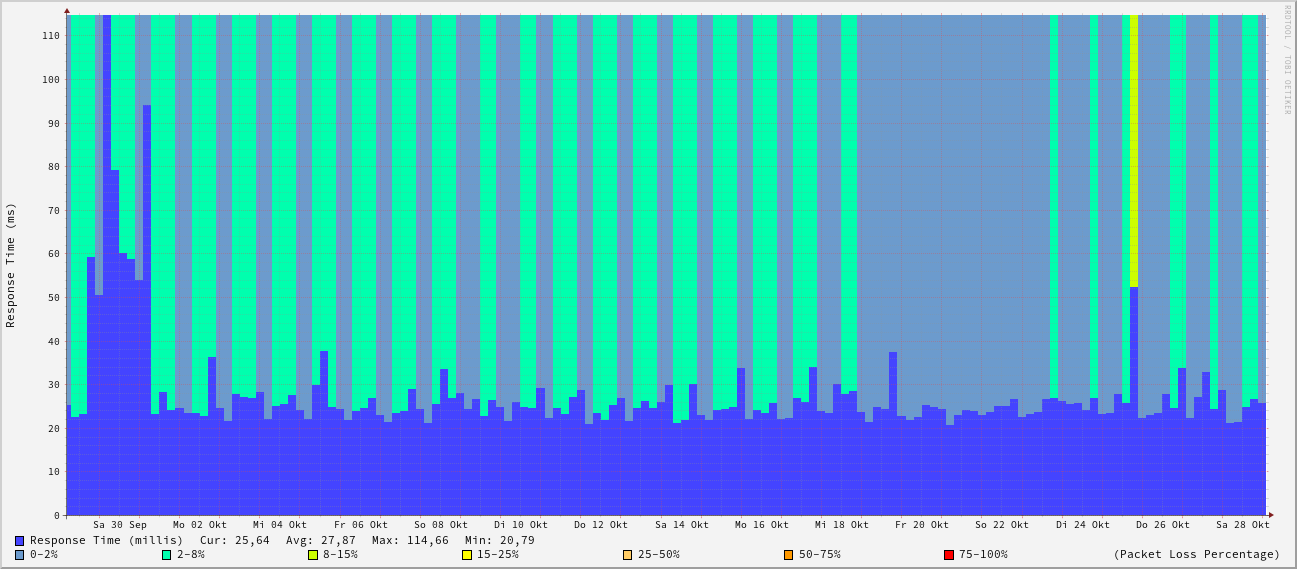 RRDTOOL / TOBI OETIKER
Response Time (ms)
110
100
90
80
70
60
50
40
30
20
10
0
Sa 30 Sep Mo 02 Okt Mi 04 Okt Fr 06 Okt So 08 Okt Di 10 Okt Do 12 Okt Sa 14 Okt Mo 16 Okt Mi 18 Okt Fr 20 Okt So 22 Okt Di 24 Okt Do 26 Okt Sa 28 Okt
Response Time (millis) Cur: 25,64 Avg: 27,87 Max: 114,66 Min: 20,79
0-2% 2-8% 8-15% 15-25% 25-50% 50-75% 75-100% (Packet Loss Percentage)